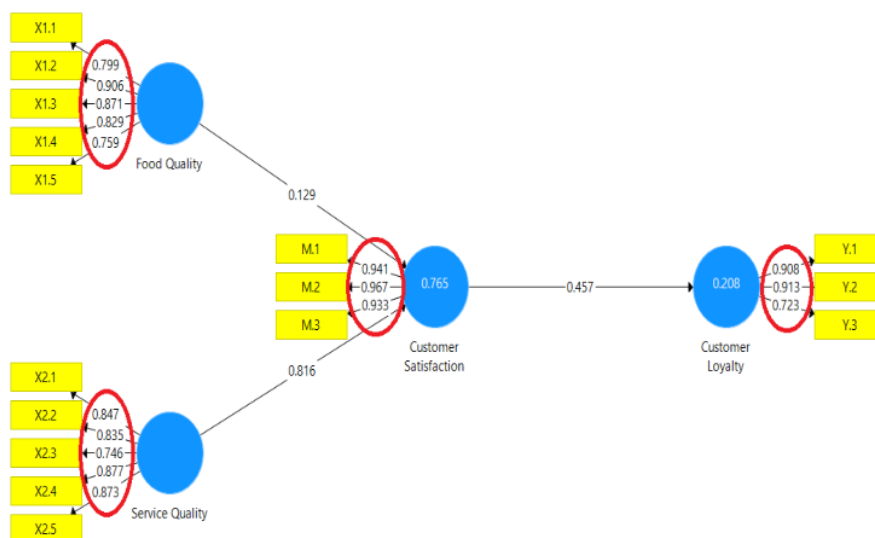 X1.1
X1.2
X1.3
X1.4
X1.5
0.799
0.906
0.871
0.829
0.759
Food Quality
0.129
M.1
M.2
M.3
0.941
0.967
0.933
0.765
Customer
Satisfaction
0.457
0.208
Customer
Loyalty
0.908
0.913
0.723
Y.1
Y.2
Y.3
0.816
X2.1
X2.2
X2.3
X2.4
X2.5
0.847
0.835
0.746
0.877
0.873
Service Quality